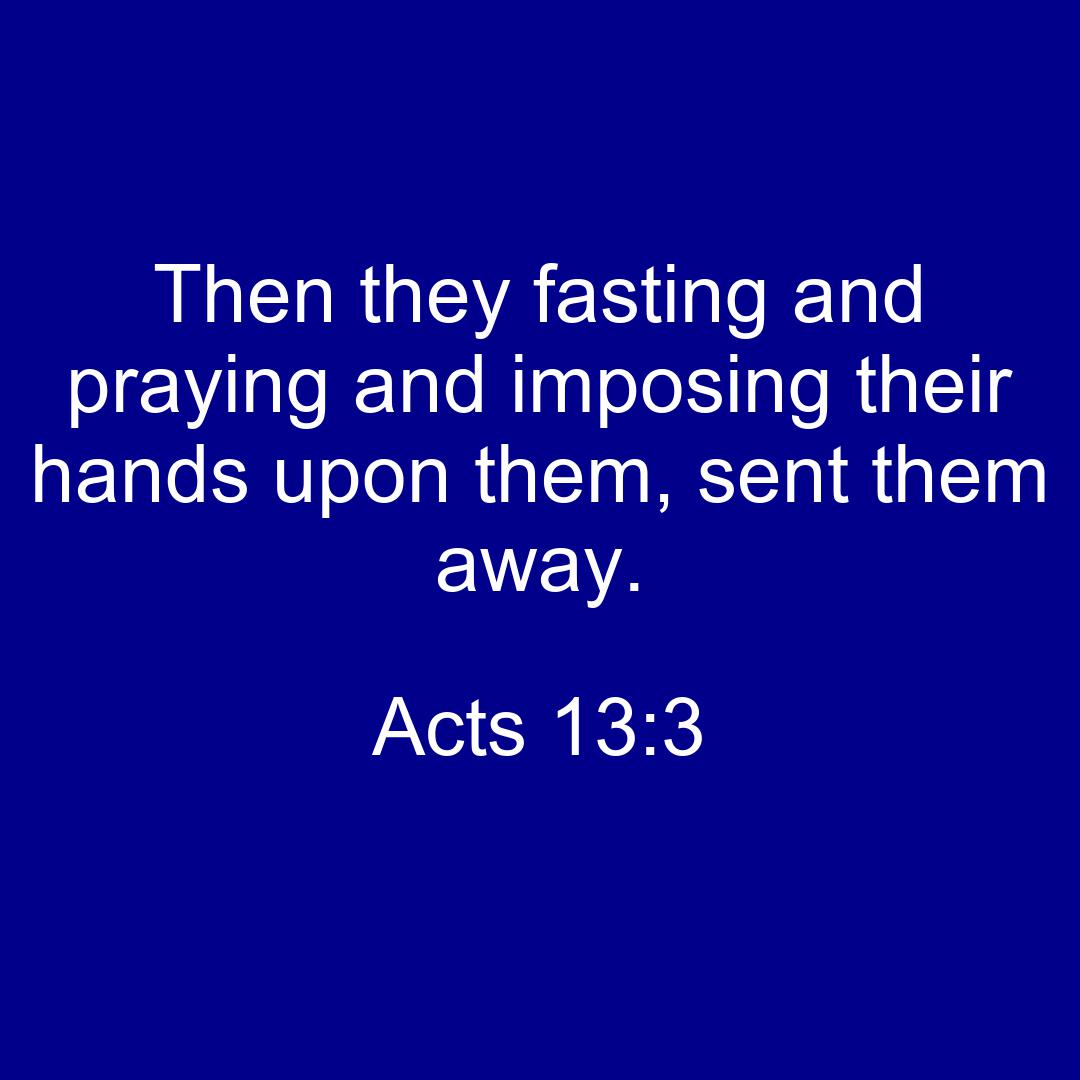 Then they fasting and
praying and imposing their
hands upon them, sent them
away.
Acts 13:3